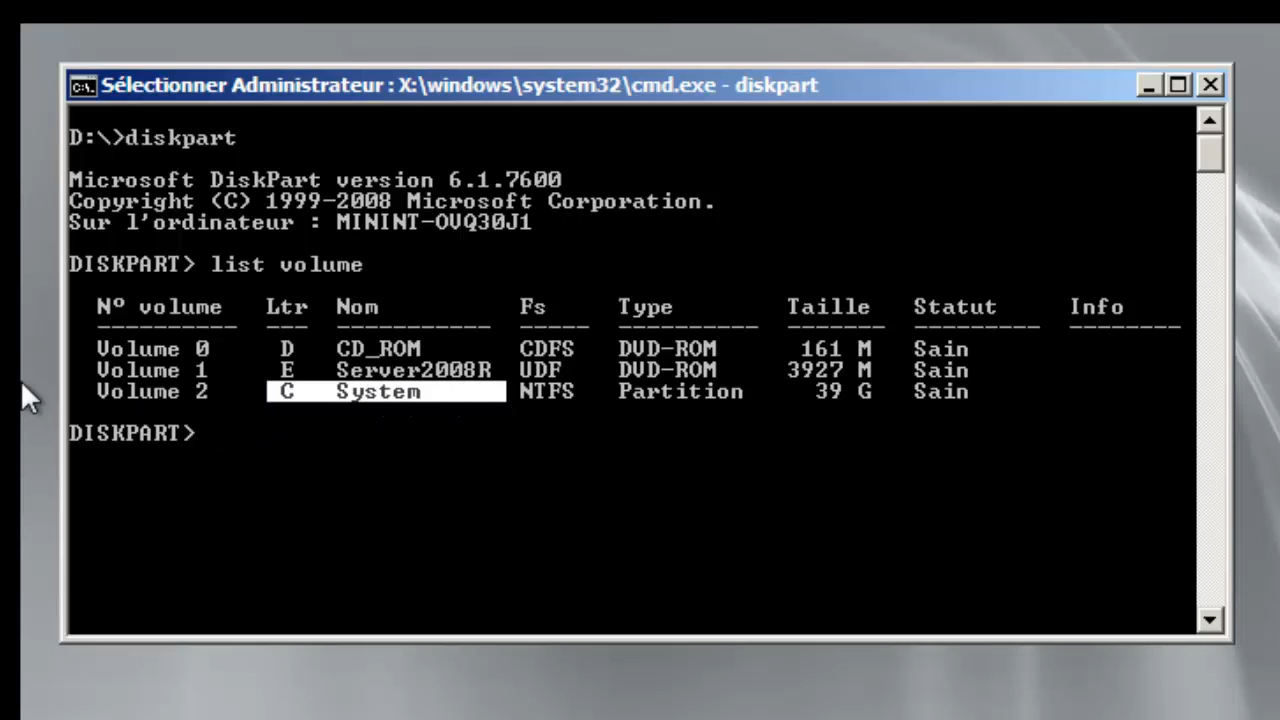 Sélectionner Administrateur : X:\windows\system32\cmd.exe - diskpart
D:\>diskpart
Microsoft DiskPart version 6.1.7600
Copyright (C) 1999-2008 Microsoft Corporation.
Sur l'ordinateur : MININT-OVQ30J1
DISKPART> list volume
N° volume Ltr Nom Fs Type Taille Statut Info
---------- --- ----------- ----- ---------- ------- --------- --------
Volume 0 D CD_ROM CDFS DVD-ROM 161 M Sain
Volume 1 E Server2008R UDF DVD-ROM 3927 M Sain
Volume 2 C System NTFS Partition 39 G Sain
DISKPART>